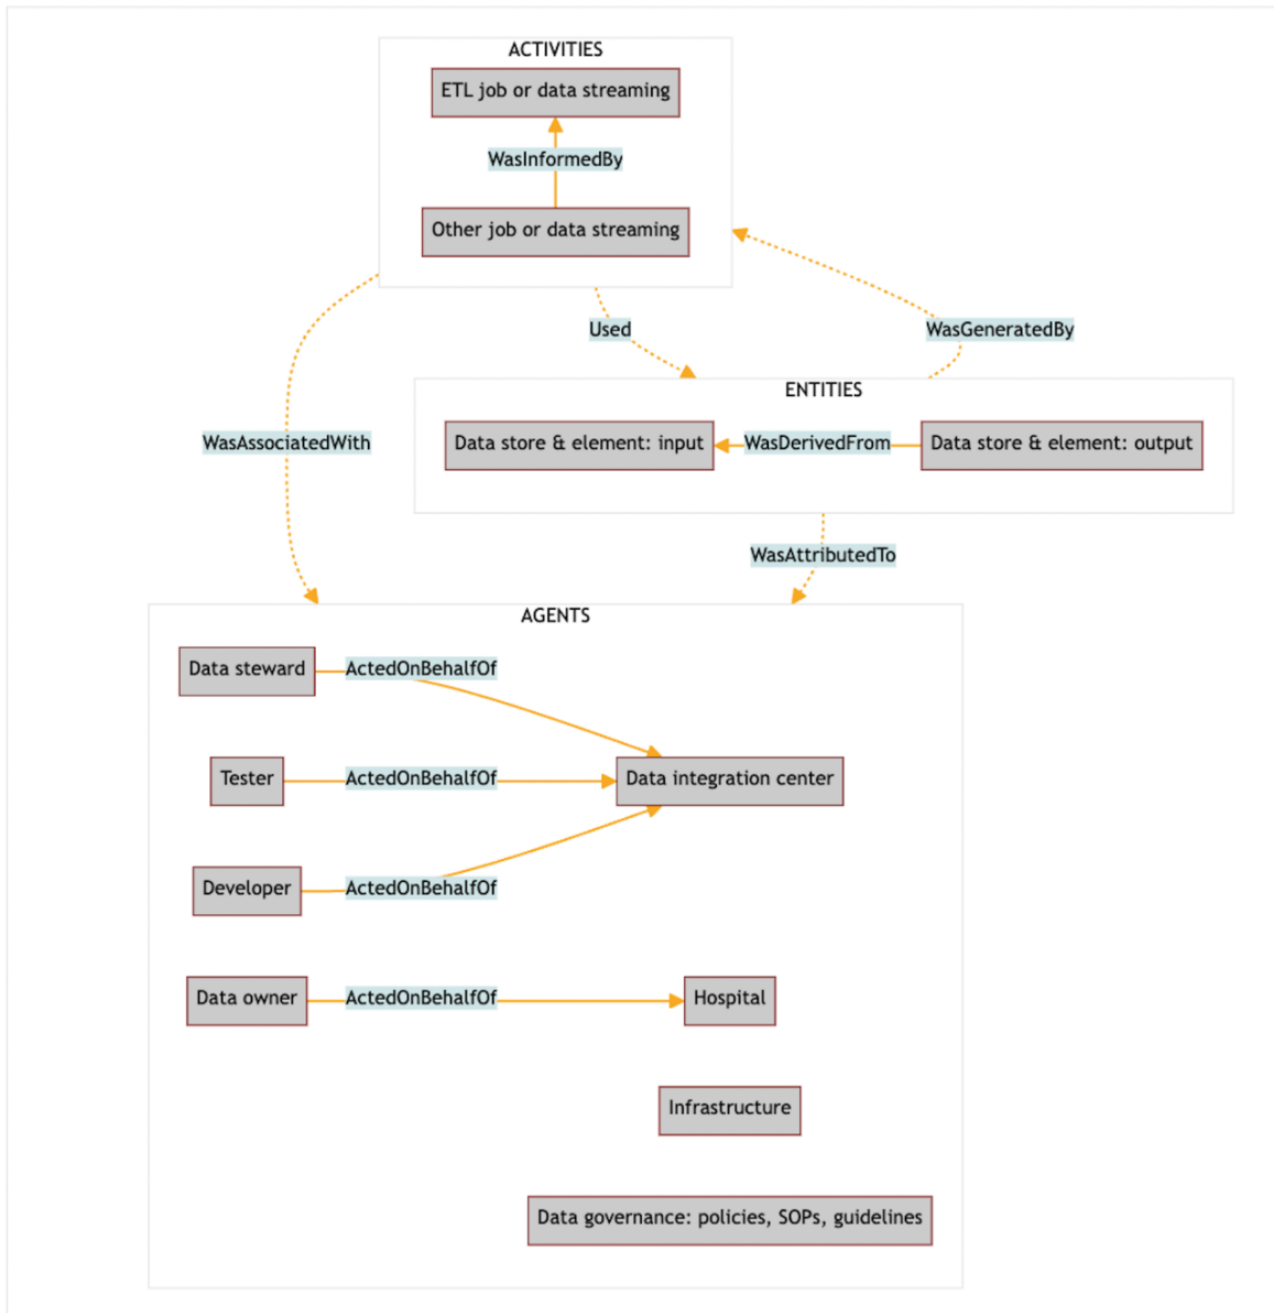 ACTIVITIES
ETL job or data streaming
WasInformedBy
Other job or data streaming
Used
WasGeneratedBy
ENTITIES
WasAssociatedWith
Data store & element: input
WasDerivedFrom
Data store & element: output
WasAttributedTo
AGENTS
Data steward
ActedOnBehalfOf
Tester
ActedOnBehalfOf
Data integration center
Developer
ActedOnBehalfOf
Data owner
ActedOnBehalfOf
Hospital
Infrastructure
Data governance: policies, SOPs, guidelines